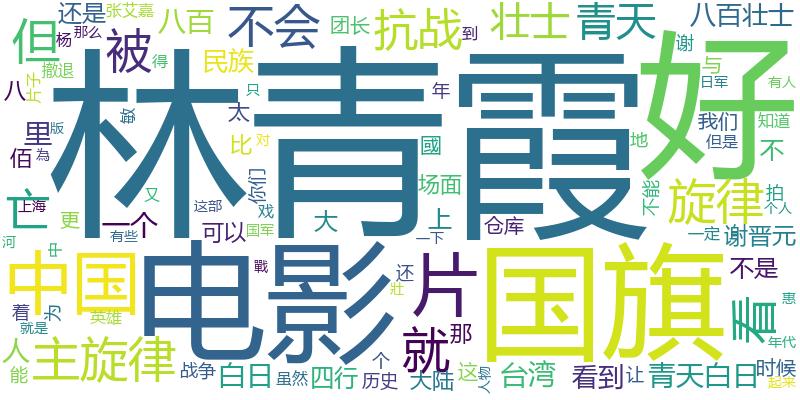 还是 张艾嘉 八百 不会 团长 抗战 到 壮士 青天 八百壮士
但 杨 那么 被 民族 谢
撤退 得 只 与 日军 有人
八 片子 林青霞 好
敏 太 年 我们 知道
里 版 比 对 國 地 但是 不
佰 為 你们 场面 不能 拍
亡 上海 又 更 旋律 个人
一个 这部 戏 大 上 仓库 一定 谢晋元
河 有些 可以 国军 一下
中国 中 电影 戰 还 片 那 国旗 不是
着 为 壯 看 惠
就是 英雄 就 年代
人 主旋律 战争 个 这 时候
能 白日 虽然 四行 历史 大陆 人物 台湾 看到 让 青天白日 起来